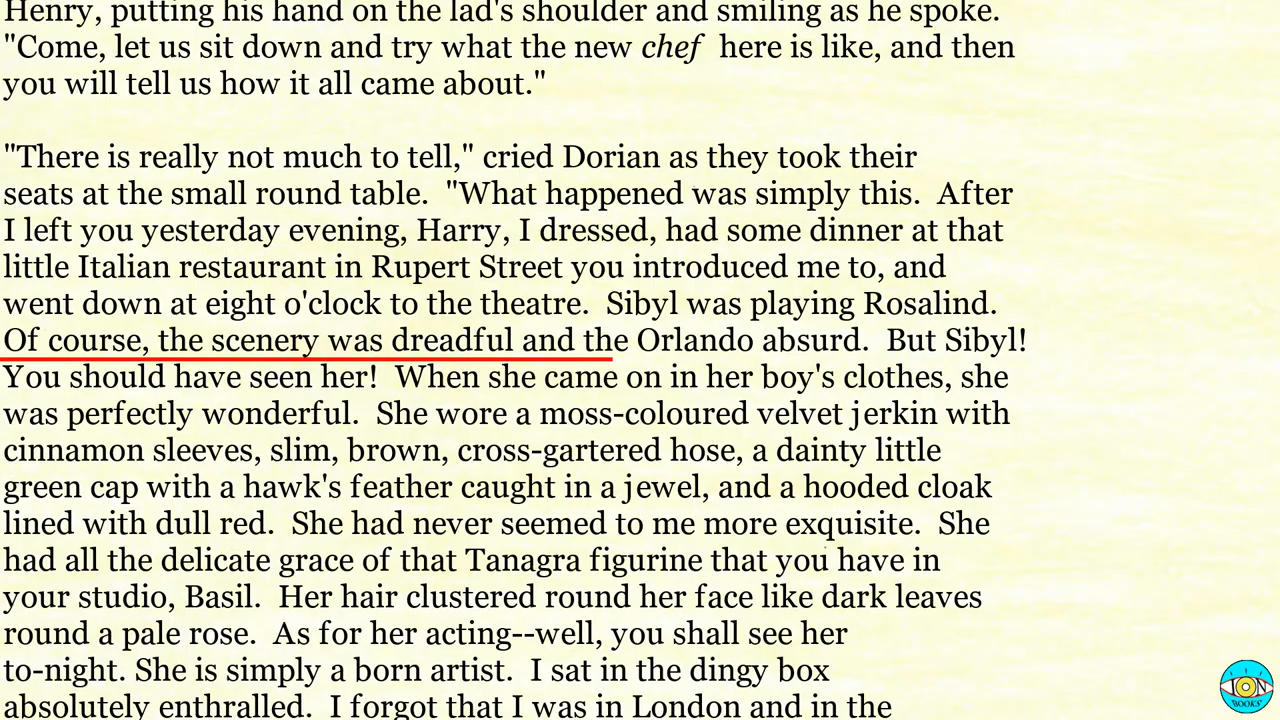 Henry, putting his hand on the lad's shoulder and smiling as he spoke.
"Come, let us sit down and try what the new chef  here is like, and then
you will tell us how it all came about."
"There is really not much to tell," cried Dorian as they took their
seats at the small round table.  "What happened was simply this.  After
I left you yesterday evening, Harry, I dressed, had some dinner at that
little Italian restaurant in Rupert Street you introduced me to, and
went down at eight o'clock to the theatre.  Sibyl was playing Rosalind.
Of course, the scenery was dreadful and the Orlando absurd.  But Sibyl!
You should have seen her!  When she came on in her boy's clothes, she
was perfectly wonderful.  She wore a moss-coloured velvet jerkin with
cinnamon sleeves, slim, brown, cross-gartered hose, a dainty little
green cap with a hawk's feather caught in a jewel, and a hooded cloak
lined with dull red.  She had never seemed to me more exquisite.  She
had all the delicate grace of that Tanagra figurine that you have in
your studio, Basil.  Her hair clustered round her face like dark leaves
round a pale rose.  As for her acting--well, you shall see her
to-night. She is simply a born artist.  I sat in the dingy box
absolutely enthralled.  I forgot that I was in London and in the
ION
BOOKS